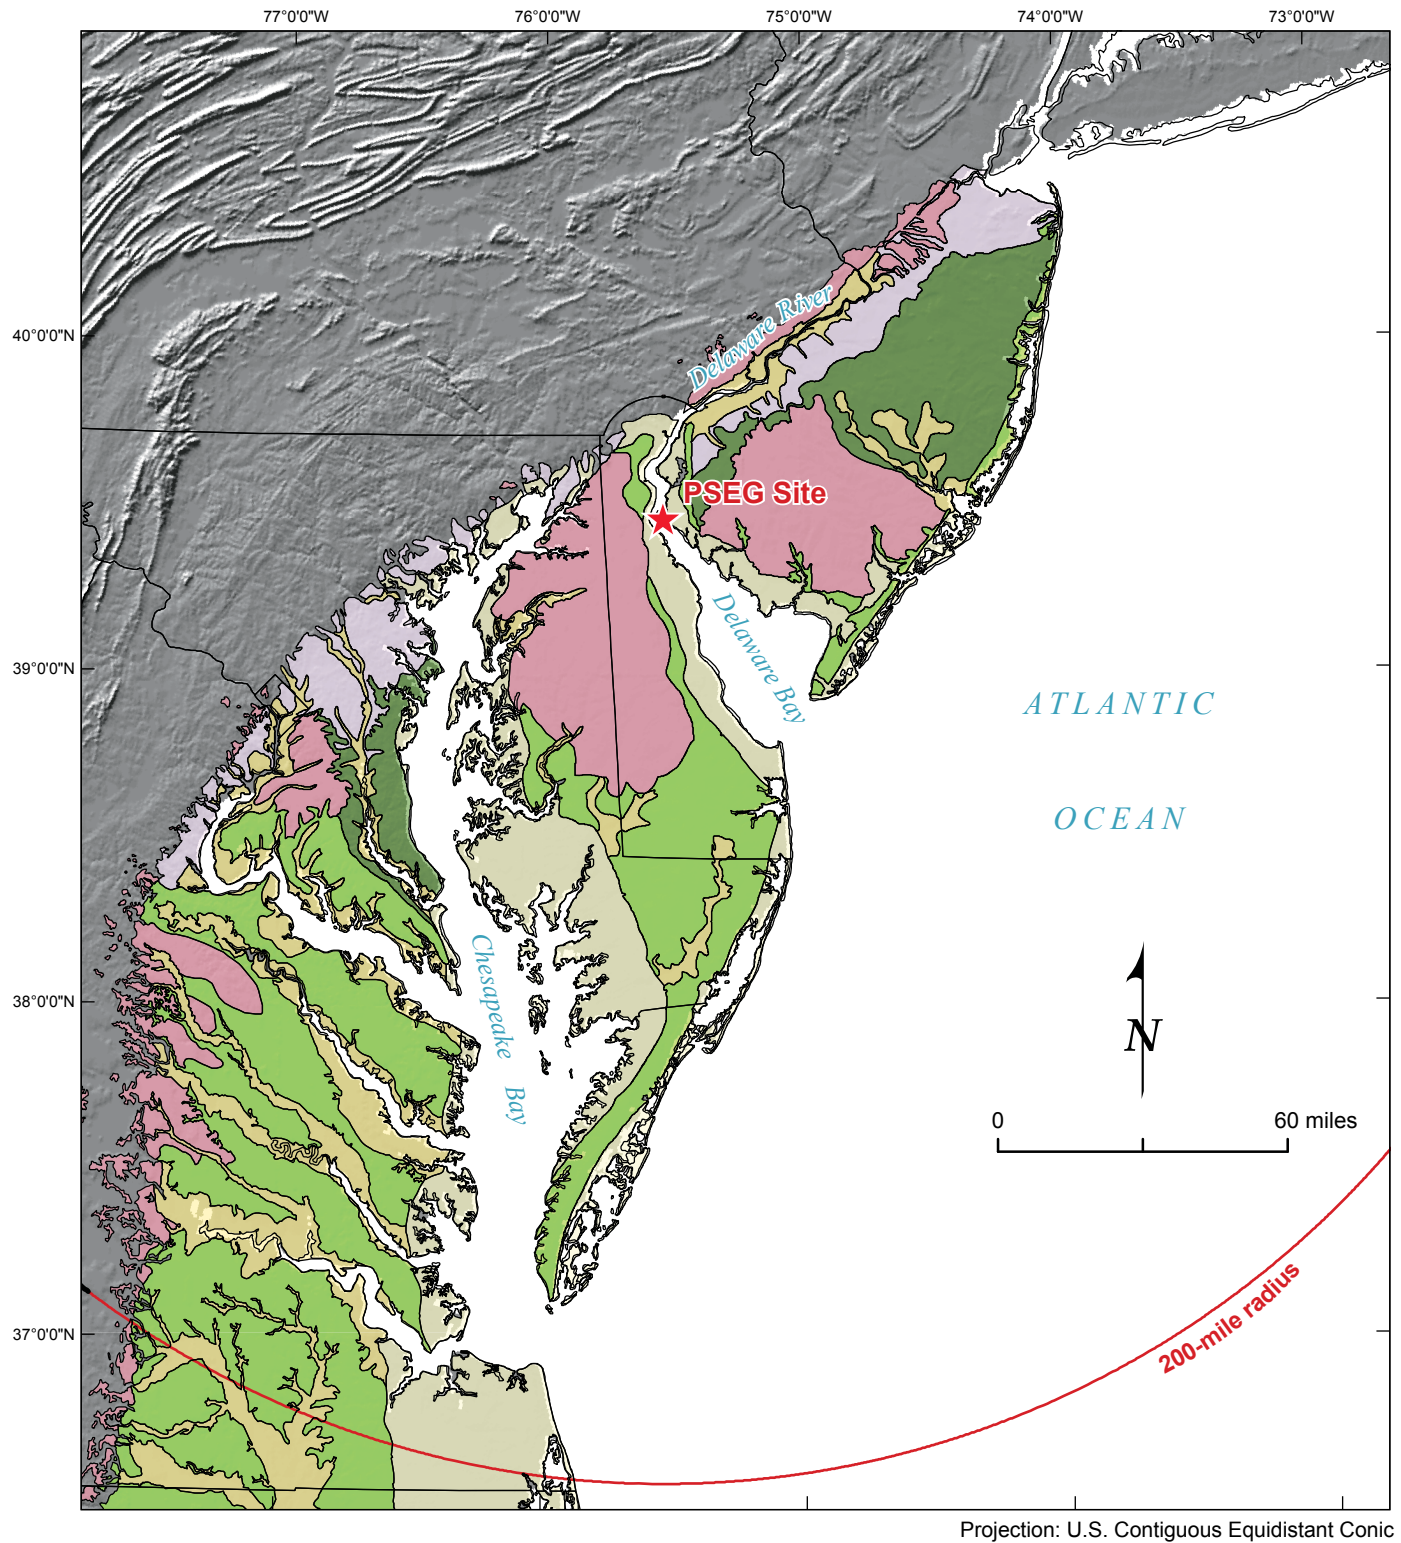 77°0'0"W 76°0'0"W 75°0'0"W 74°0'0"W 73°0'0"W
40°0'0"N
39°0'0"N
38°0'0"N
37°0'0"N
Delaware River
PSEG Site
Delaware Bay
ATLANTIC
OCEAN
Chesapeake Bay
N
0 60 miles
200-mile radius
Projection: U.S. Contiguous Equidistant Conic